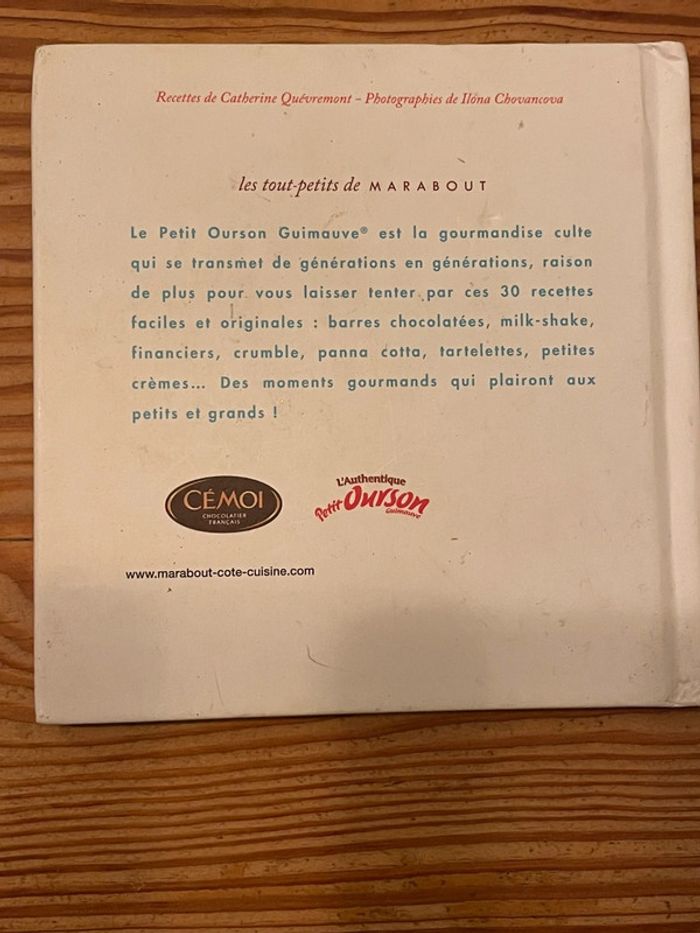 Recettes de Catherine Quévremont - Photographies de Ilona Chovancova
les tout-petits de MARABOUT
Le Petit Ourson Guimauve® est la gourmandise culte
qui se transmet de générations en générations, raison
de plus pour vous laisser tenter par ces 30 recettes
faciles et originales : barres chocolatées, milk-shake,
financiers, crumble, panna cotta, tartelettes, petites
crèmes... Des moments gourmands qui plairont aux
petits et grands !
CÉMOI
CHOCOLATIER
FRANÇAIS
L'Authentique
Petit Ourson
Guimauve
www.marabout-cote-cuisine.com